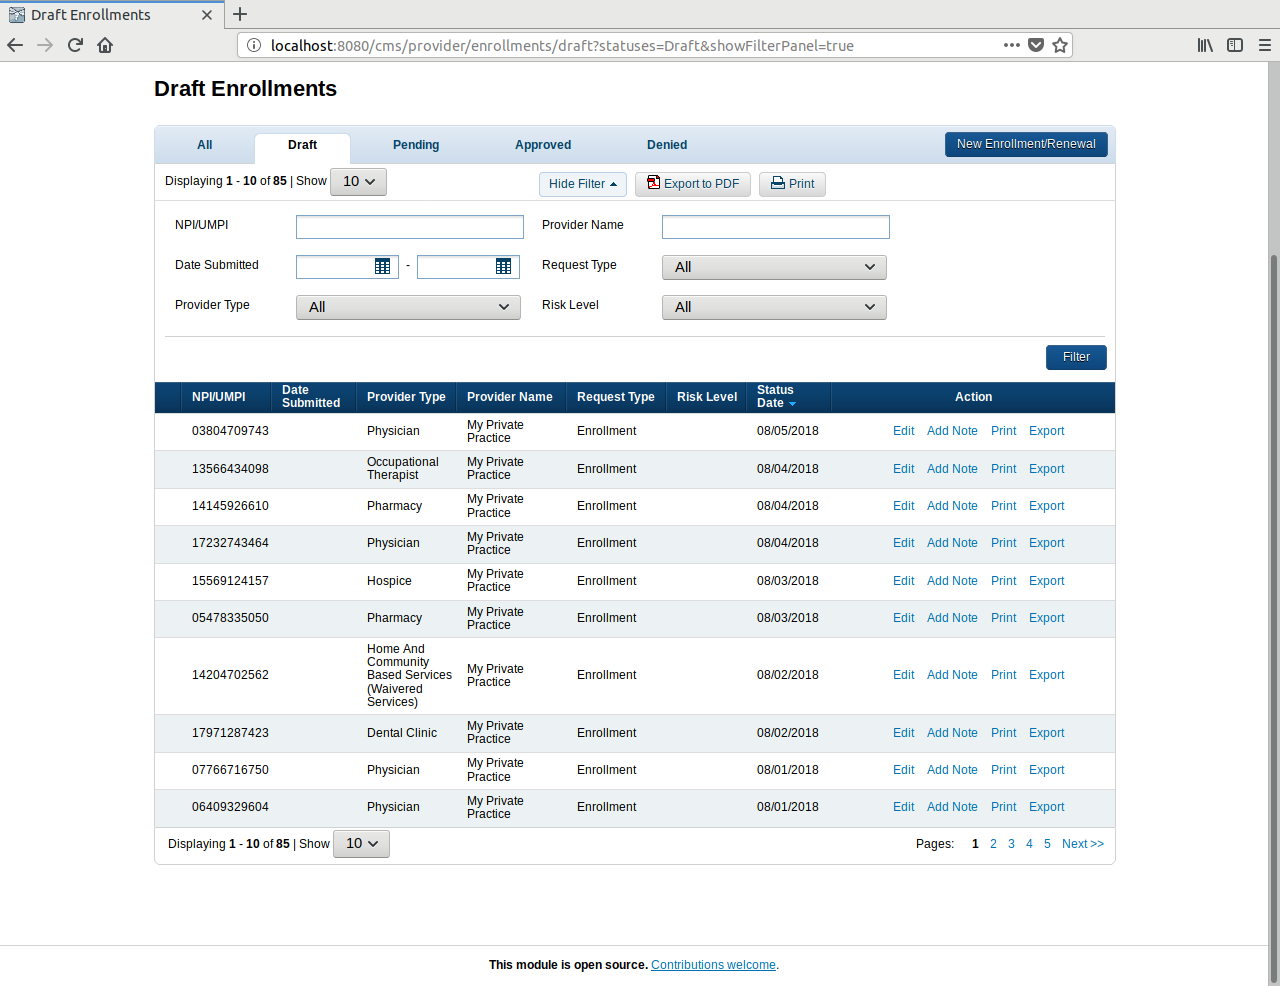 Draft Enrollments
localhost:8080/cms/provider/enrollments/draft?statuses=Draft&showFilterPanel=true
Draft Enrollments
All Draft Pending Approved Denied New Enrollment/Renewal
Displaying 1 - 10 of 85 | Show 10 Hide Filter Export to PDF Print
NPI/UMPI Provider Name
Date Submitted - Request Type All
Provider Type All Risk Level All
Filter
NPI/UMPI Date Submitted Provider Type Provider Name Request Type Risk Level Status Date Action
03804709743 Physician My Private Practice Enrollment 08/05/2018 Edit Add Note Print Export
13566434098 Occupational Therapist My Private Practice Enrollment 08/04/2018 Edit Add Note Print Export
14145926610 Pharmacy My Private Practice Enrollment 08/04/2018 Edit Add Note Print Export
17232743464 Physician My Private Practice Enrollment 08/04/2018 Edit Add Note Print Export
15569124157 Hospice My Private Practice Enrollment 08/03/2018 Edit Add Note Print Export
05478335050 Pharmacy My Private Practice Enrollment 08/03/2018 Edit Add Note Print Export
14204702562 Home And Community Based Services (Waivered Services) My Private Practice Enrollment 08/02/2018 Edit Add Note Print Export
17971287423 Dental Clinic My Private Practice Enrollment 08/02/2018 Edit Add Note Print Export
07766716750 Physician My Private Practice Enrollment 08/01/2018 Edit Add Note Print Export
06409329604 Physician My Private Practice Enrollment 08/01/2018 Edit Add Note Print Export
Displaying 1 - 10 of 85 | Show 10 Pages: 1 2 3 4 5 Next >>
This module is open source. Contributions welcome.